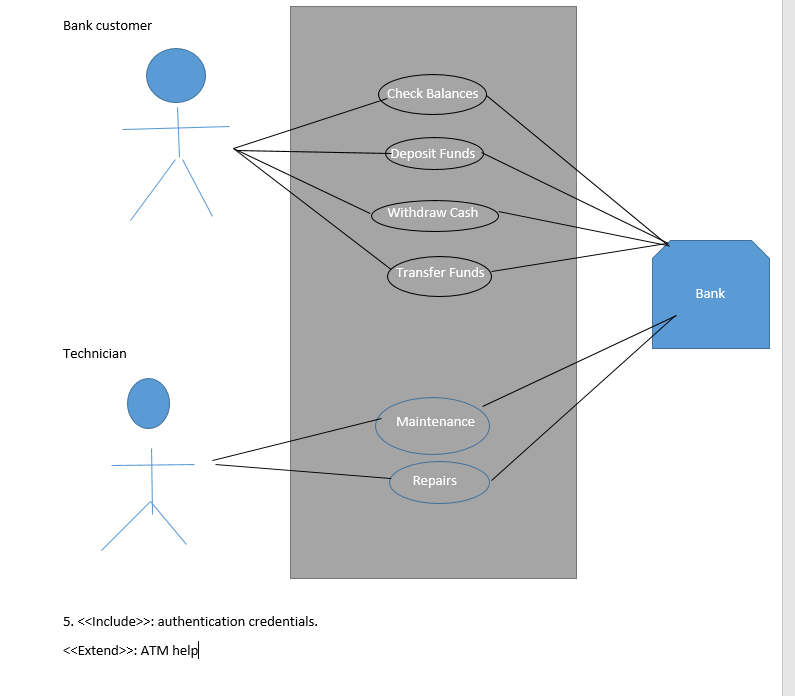 Bank customer
Check Balances
Deposit Funds
Withdraw Cash
Transfer Funds
Bank
Technician
Maintenance
Repairs
5. <<Include>>: authentication credentials.
<<Extend>>: ATM help